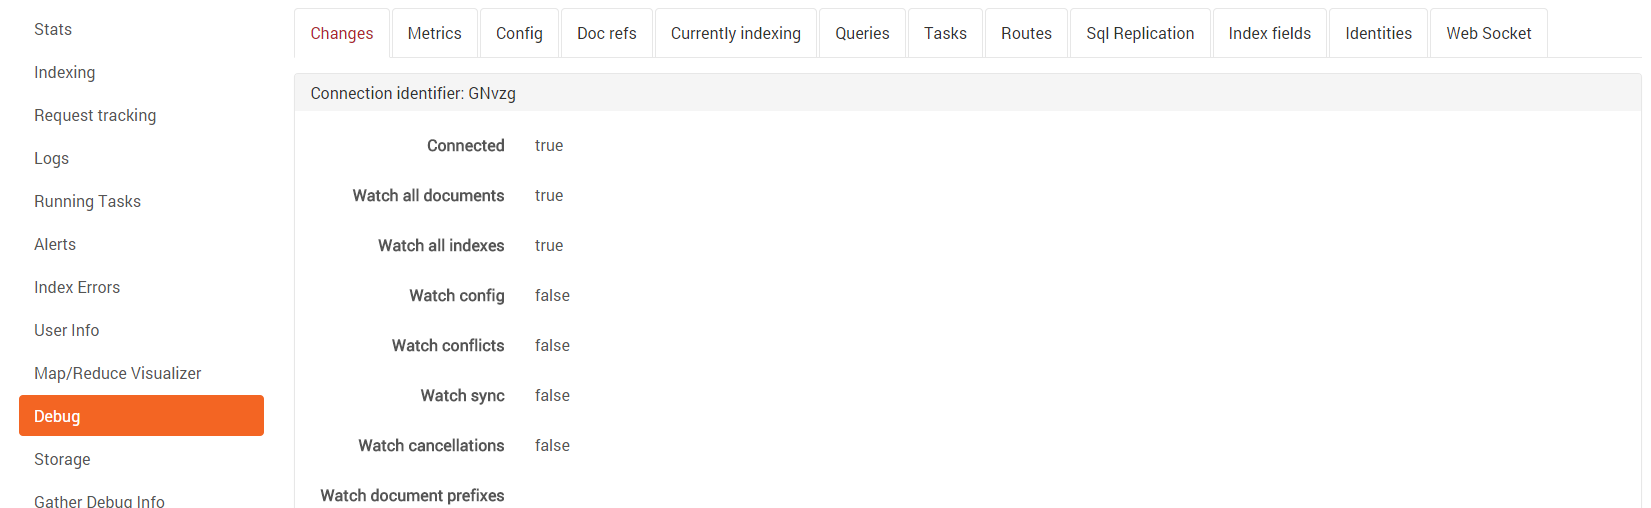 Stats
Indexing
Request tracking
Logs
Running Tasks
Alerts
Index Errors
User Info
Map/Reduce Visualizer
Debug
Storage
Gather Debug Info
Changes Metrics Config Doc refs Currently indexing Queries Tasks Routes Sql Replication Index fields Identities Web Socket
Connection identifier: GNvzg
Connected true
Watch all documents true
Watch all indexes true
Watch config false
Watch conflicts false
Watch sync false
Watch cancellations false
Watch document prefixes